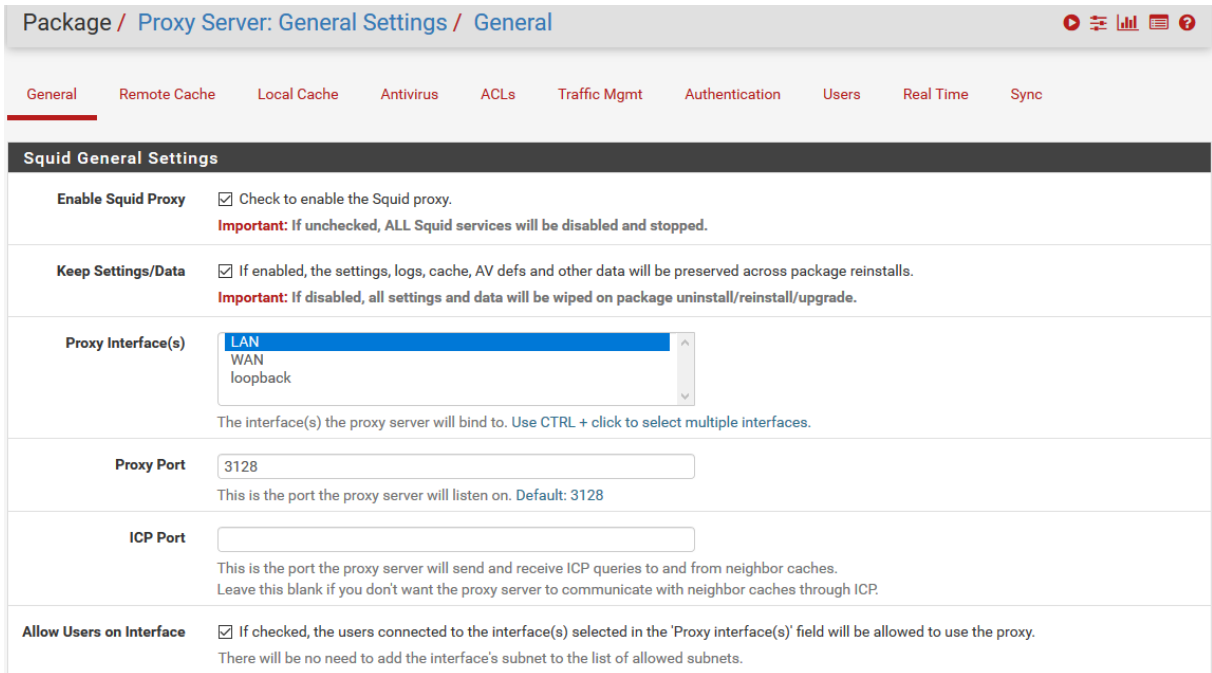 Package / Proxy Server: General Settings / General
General Remote Cache Local Cache Antivirus ACLs Traffic Mgmt Authentication Users Real Time Sync
Squid General Settings
Enable Squid Proxy Check to enable the Squid proxy.
Important: If unchecked, ALL Squid services will be disabled and stopped.
Keep Settings/Data If enabled, the settings, logs, cache, AV defs and other data will be preserved across package reinstalls.
Important: If disabled, all settings and data will be wiped on package uninstall/reinstall/upgrade.
Proxy Interface(s) LAN
WAN
loopback
The interface(s) the proxy server will bind to. Use CTRL + click to select multiple interfaces.
Proxy Port 3128
This is the port the proxy server will listen on. Default: 3128
ICP Port
This is the port the proxy server will send and receive ICP queries to and from neighbor caches.
Leave this blank if you don't want the proxy server to communicate with neighbor caches through ICP.
Allow Users on Interface If checked, the users connected to the interface(s) selected in the 'Proxy interface(s)' field will be allowed to use the proxy.
There will be no need to add the interface's subnet to the list of allowed subnets.